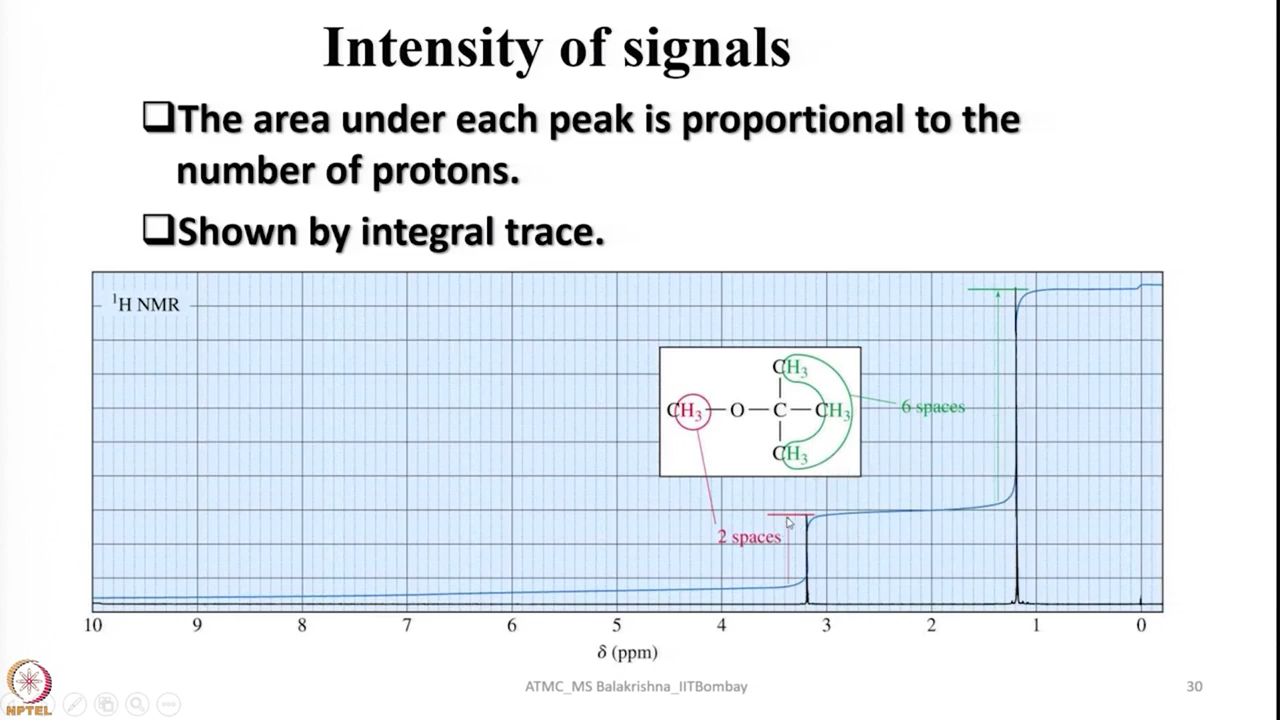 Intensity of signals
❑The area under each peak is proportional to the
number of protons.
❑Shown by integral trace.
¹H NMR
CH₃
CH₃—O—C—CH₃
CH₃
6 spaces
2 spaces
10 9 8 7 6 5 4 3 2 1 0
δ (ppm)
NPTEL
ATMC_MS Balakrishna_IITBombay
30